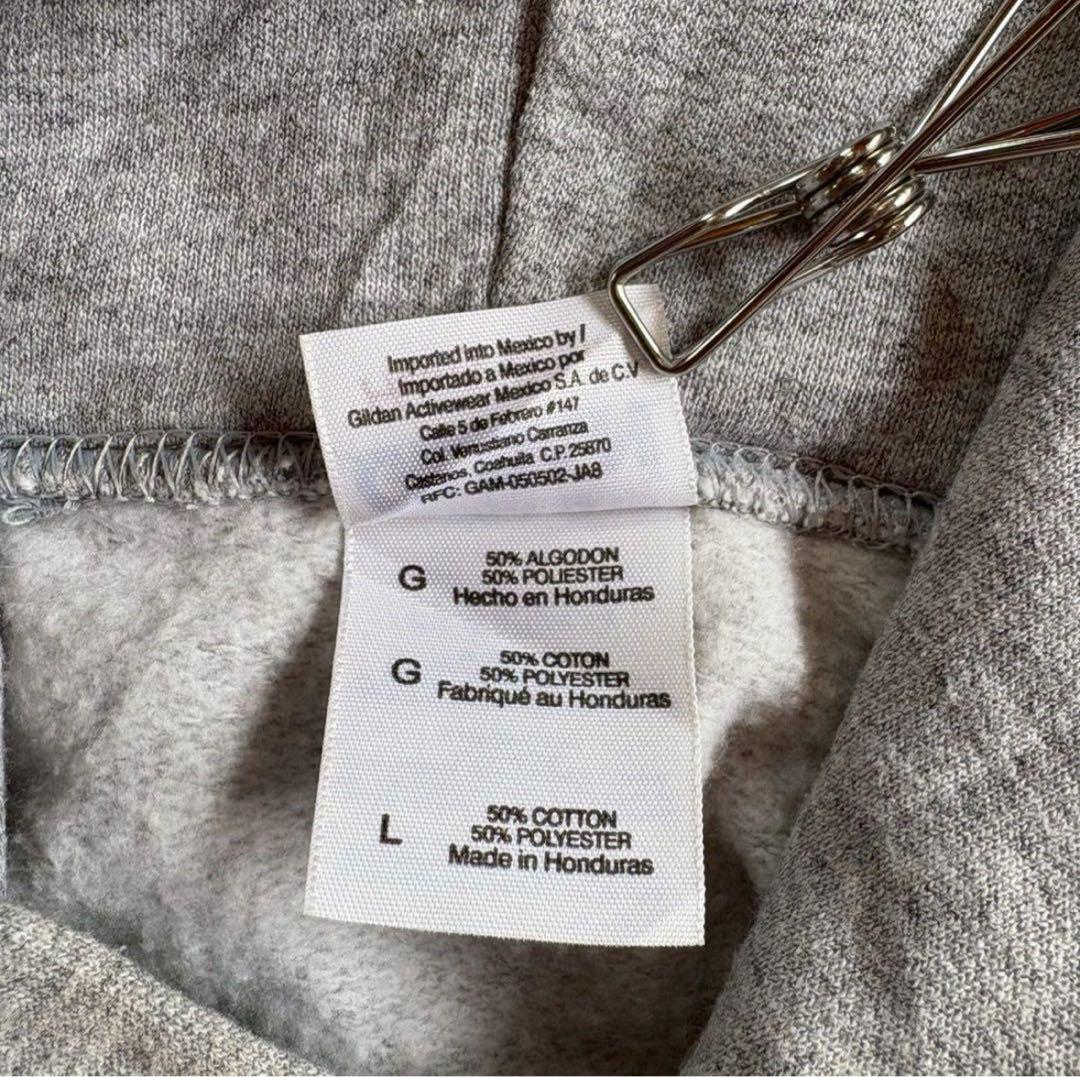 Imported into Mexico by /
Importado a Mexico por
Gildan Activewear Mexico S.A. de C.V
Calle 5 de Febrero #147
Col. Venustiano Carranza
Castanos, Coahuila C.P. 25870
RFC: GAM-050502-JA8
G
50% ALGODON
50% POLIESTER
Hecho en Honduras
G
50% COTON
50% POLYESTER
Fabriqué au Honduras
L
50% COTTON
50% POLYESTER
Made in Honduras